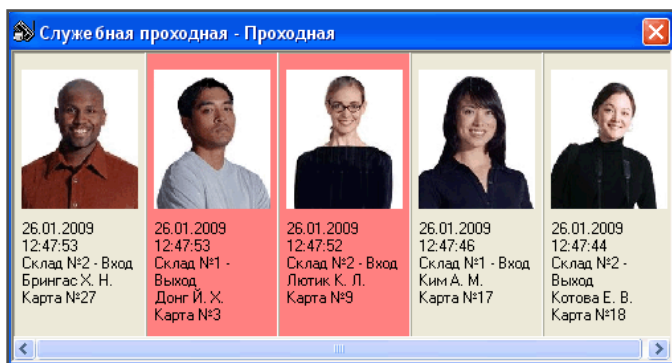 Служебная проходная - Проходная
26.01.2009
12:47:53
Склад №2 - Вход
Брингас Х. Н.
Карта №27
26.01.2009
12:47:53
Склад №1 -
Выход
Донг Й. Х.
Карта №3
26.01.2009
12:47:52
Склад №2 - Вход
Лютик К. Л.
Карта №9
26.01.2009
12:47:46
Склад №1 - Вход
Ким А. М.
Карта №17
26.01.2009
12:47:44
Склад №2 -
Выход
Котова Е. В.
Карта №18